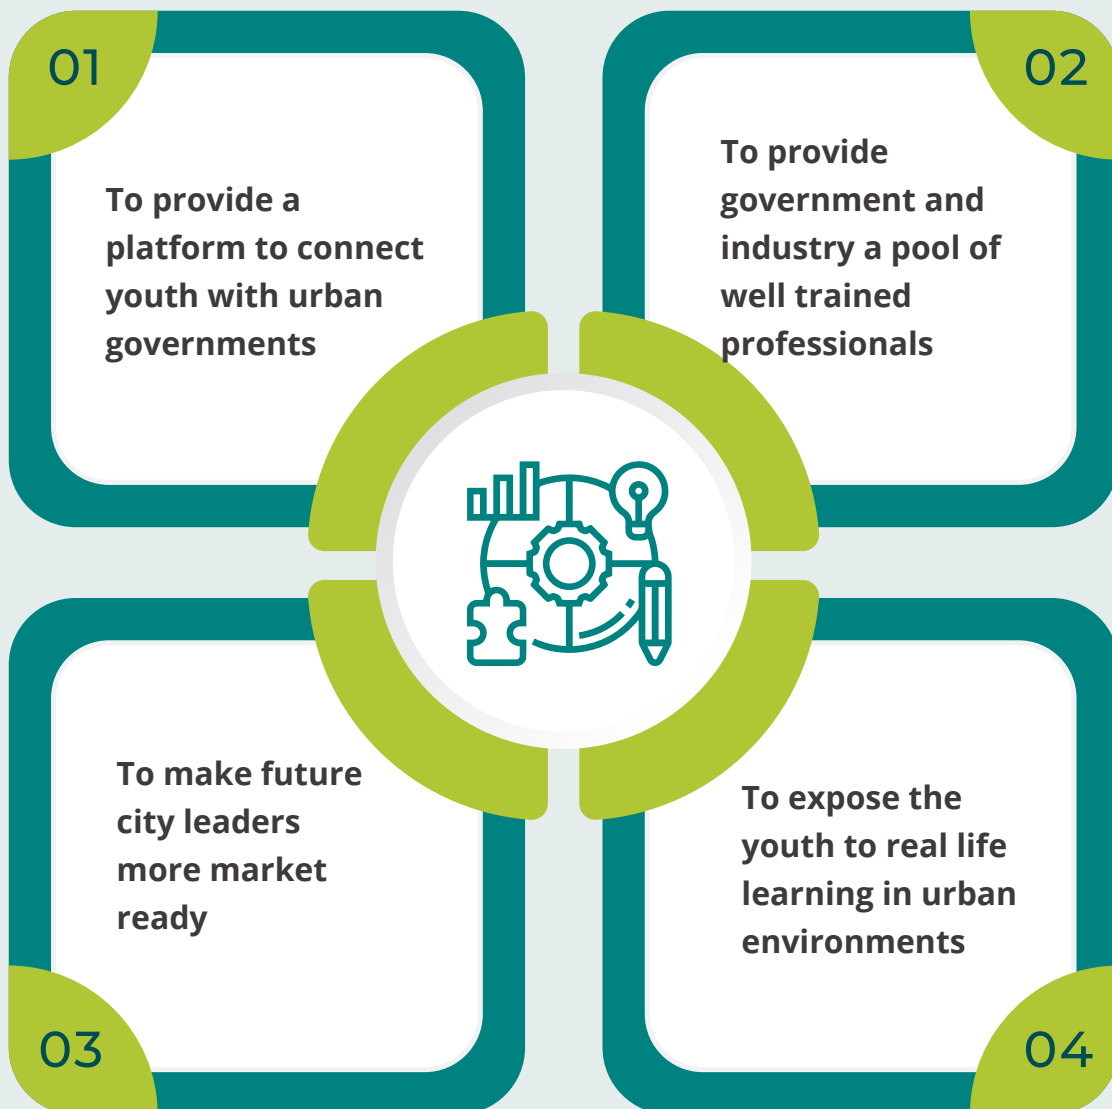 01
To provide a
platform to connect
youth with urban
governments
02
To provide
government and
industry a pool of
well trained
professionals
03
To make future
city leaders
more market
ready
04
To expose the
youth to real life
learning in urban
environments